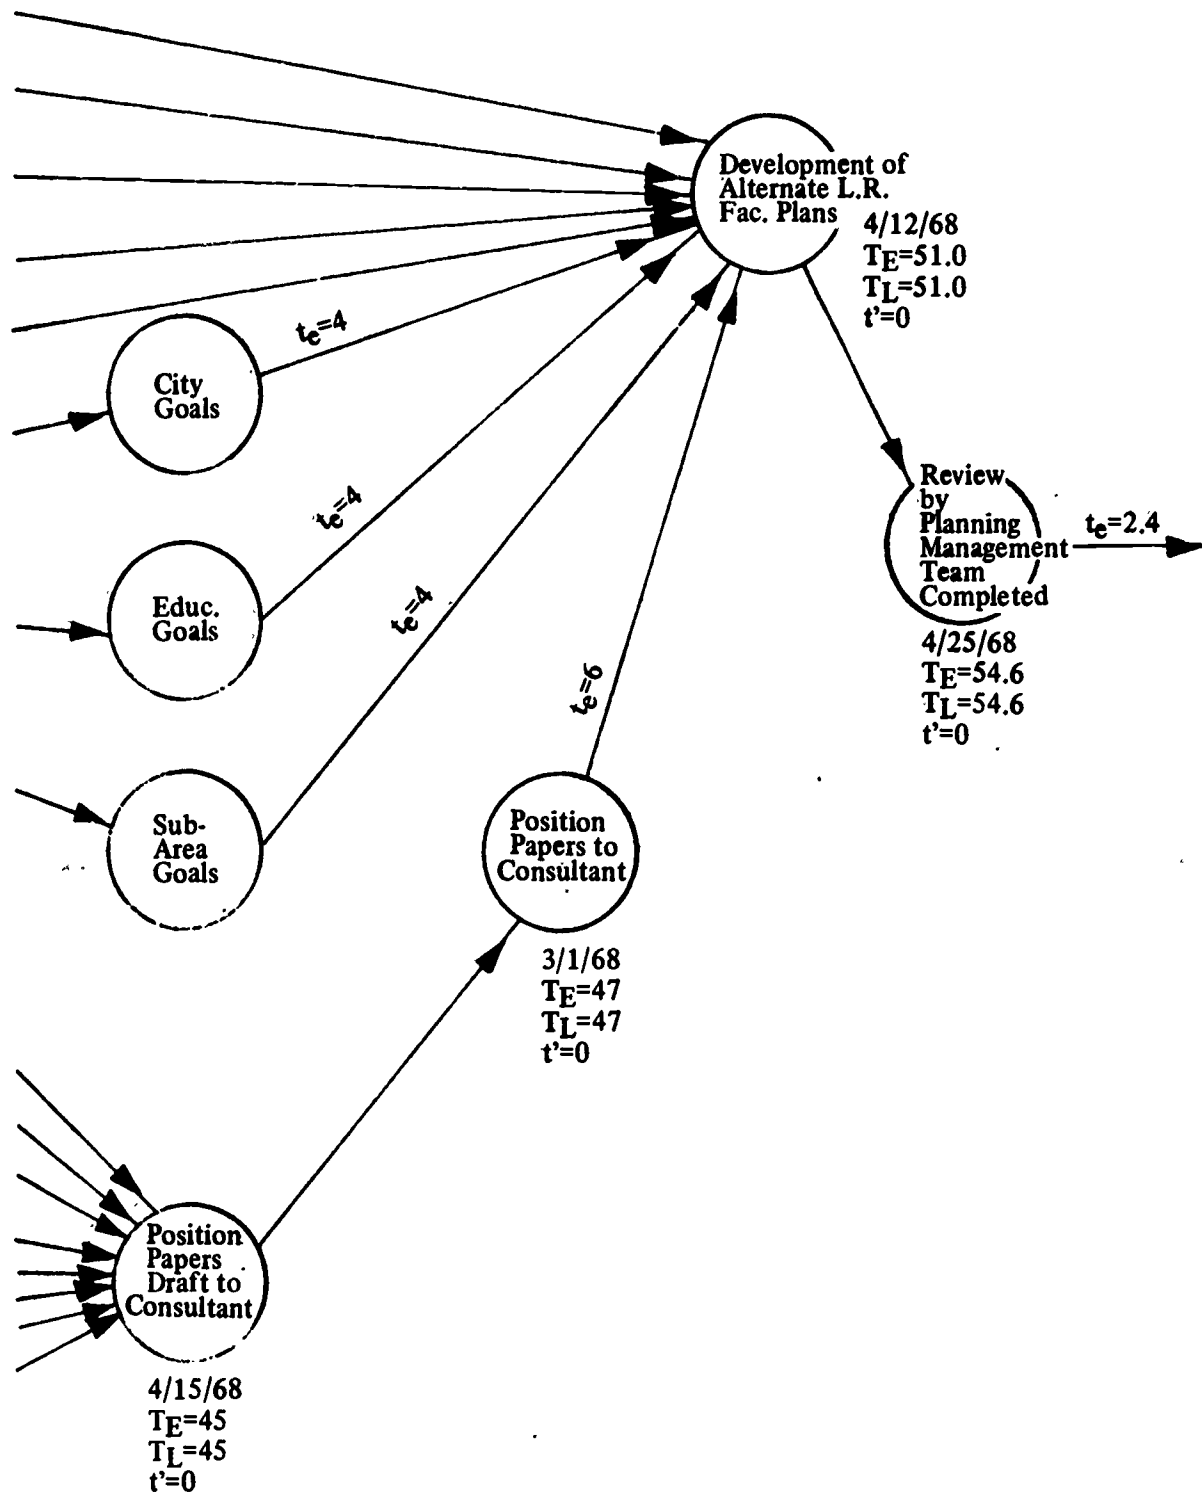 Development of
Alternate L.R.
Fac. Plans
4/12/68
TE=51.0
TL=51.0
t'=0
te=4
City
Goals
Review
by
Planning
Management
Team
Completed
te=2.4
4/25/68
TE=54.6
TL=54.6
t'=0
te=4
Educ.
Goals
te=4
te=6
Sub-
Area
Goals
Position
Papers to
Consultant
3/1/68
TE=47
TL=47
t'=0
Position
Papers
Draft to
Consultant
4/15/68
TE=45
TL=45
t'=0